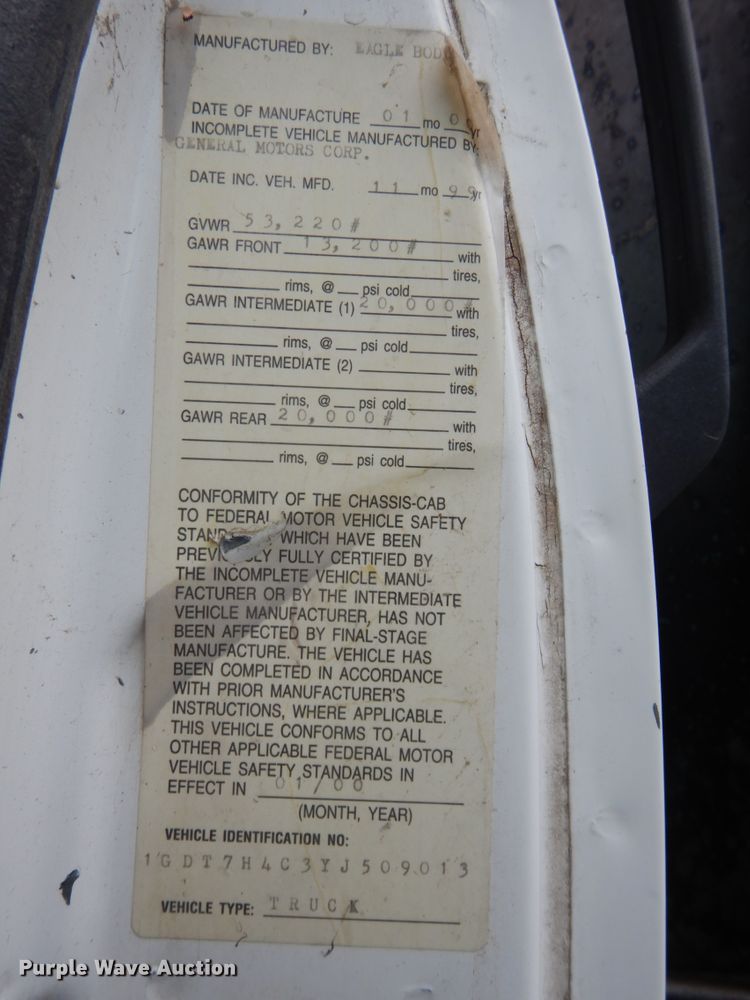 MANUFACTURED BY: EAGLE BODY
DATE OF MANUFACTURE 01 mo 00 yr
INCOMPLETE VEHICLE MANUFACTURED BY:
GENERAL MOTORS CORP.
DATE INC. VEH. MFD. 11 mo 99 yr
GVWR 53,220#
GAWR FRONT 13,200# with
tires,
rims, @ psi cold
GAWR INTERMEDIATE (1) 20,000# with
tires,
rims, @ psi cold
GAWR INTERMEDIATE (2) with
tires,
rims, @ psi cold
GAWR REAR 20,000# with
tires,
rims, @ psi cold
CONFORMITY OF THE CHASSIS-CAB
TO FEDERAL MOTOR VEHICLE SAFETY
WHICH HAVE BEEN
PREVIOUSLY FULLY CERTIFIED BY
THE INCOMPLETE VEHICLE MANU-
FACTURER OR BY THE INTERMEDIATE
VEHICLE MANUFACTURER, HAS NOT
BEEN AFFECTED BY FINAL-STAGE
MANUFACTURE. THE VEHICLE HAS
BEEN COMPLETED IN ACCORDANCE
WITH PRIOR MANUFACTURER'S
INSTRUCTIONS, WHERE APPLICABLE.
THIS VEHICLE CONFORMS TO ALL
OTHER APPLICABLE FEDERAL MOTOR
VEHICLE SAFETY STANDARDS IN
EFFECT IN 01/00
(MONTH, YEAR)
VEHICLE IDENTIFICATION NO:
1GDT7H4C3YJ509013
VEHICLE TYPE: TRUCK
Purple Wave Auction